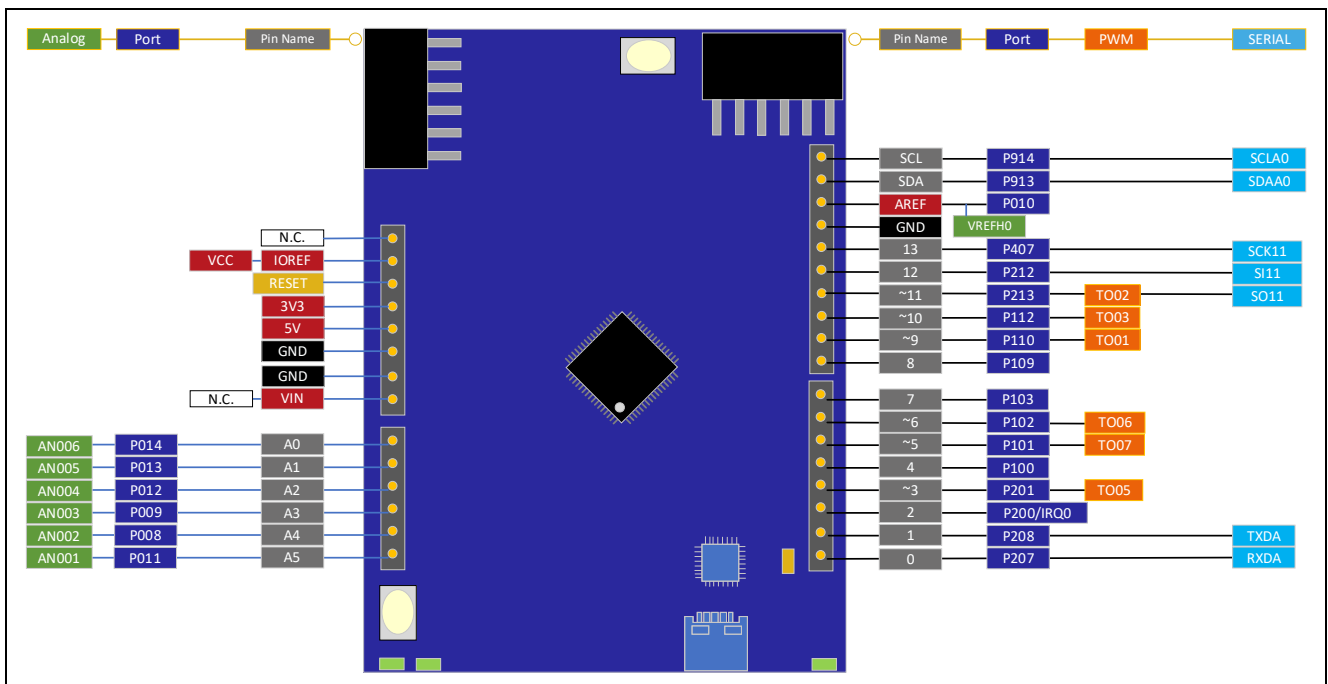 Analog Port Pin Name
Pin Name Port PWM SERIAL
N.C.
VCC IOREF
RESET
3V3
5V
GND
GND
N.C. VIN
AN006 P014 A0
AN005 P013 A1
AN004 P012 A2
AN003 P009 A3
AN002 P008 A4
AN001 P011 A5
SCL P914 SCLA0
SDA P913 SDAA0
AREF P010
GND VREFH0
13 P407 SCK11
12 P212 SI11
~11 P213 TO02 SO11
~10 P112 TO03
~9 P110 TO01
8 P109
7 P103
~6 P102 TO06
~5 P101 TO07
4 P100
~3 P201 TO05
2 P200/IRQ0
1 P208 TXDA
0 P207 RXDA